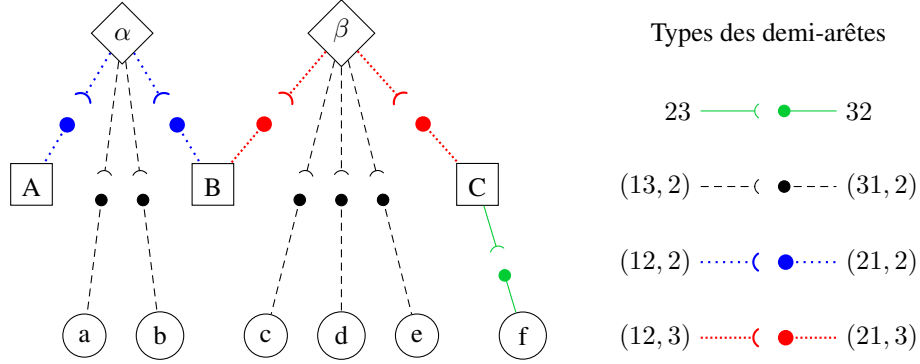 α β
Types des demi-arêtes
23 32
A B C
(13, 2) (31, 2)
(12, 2) (21, 2)
a b c d e f
(12, 3) (21, 3)